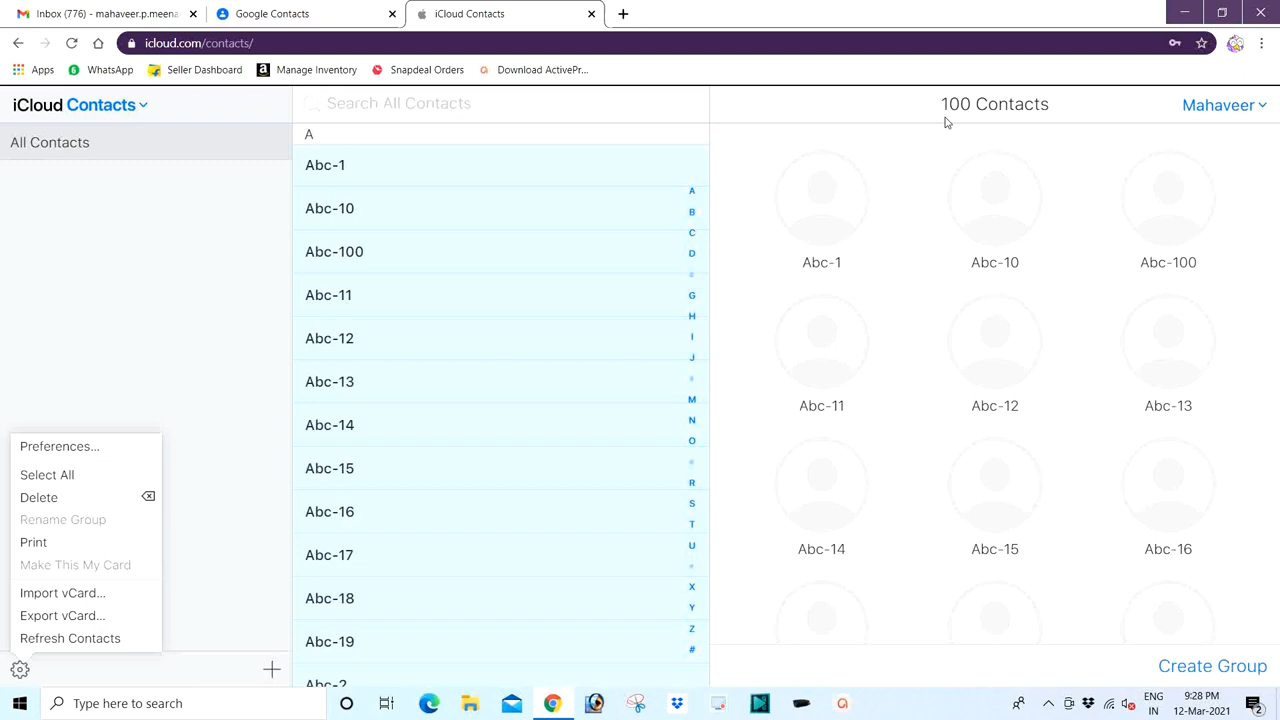 Inbox (776) - mahaveer.p.meena
Google Contacts
iCloud Contacts
icloud.com/contacts/
Apps
WhatsApp
Seller Dashboard
Manage Inventory
Snapdeal Orders
Download ActivePr...
iCloud Contacts
Search All Contacts
100 Contacts
Mahaveer
All Contacts
A
Abc-1
Abc-10
Abc-100
Abc-11
Abc-12
Abc-13
Abc-14
Abc-15
Abc-16
Abc-17
Abc-18
Abc-19
Abc-2
A
B
C
D
G
H
I
J
M
N
O
R
S
T
U
X
Y
Z
#
Abc-1 Abc-10 Abc-100
Abc-11 Abc-12 Abc-13
Abc-14 Abc-15 Abc-16
Preferences...
Select All
Delete
Rename Group
Print
Make This My Card
Import vCard...
Export vCard...
Refresh Contacts
Create Group
Type here to search
ENG
IN
9:28 PM
12-Mar-2021
2